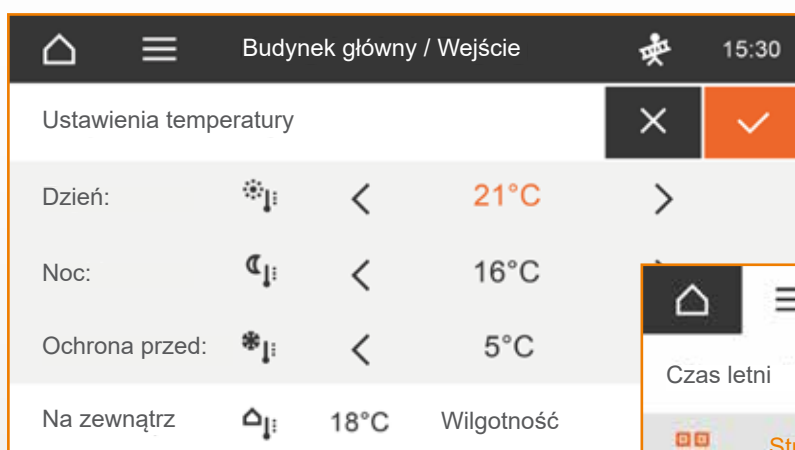 Budynek główny / Wejście 15:30
Ustawienia temperatury
Dzień: 21°C
Noc: 16°C
Ochrona przed: 5°C
Na zewnątrz 18°C Wilgotność
Czas letni